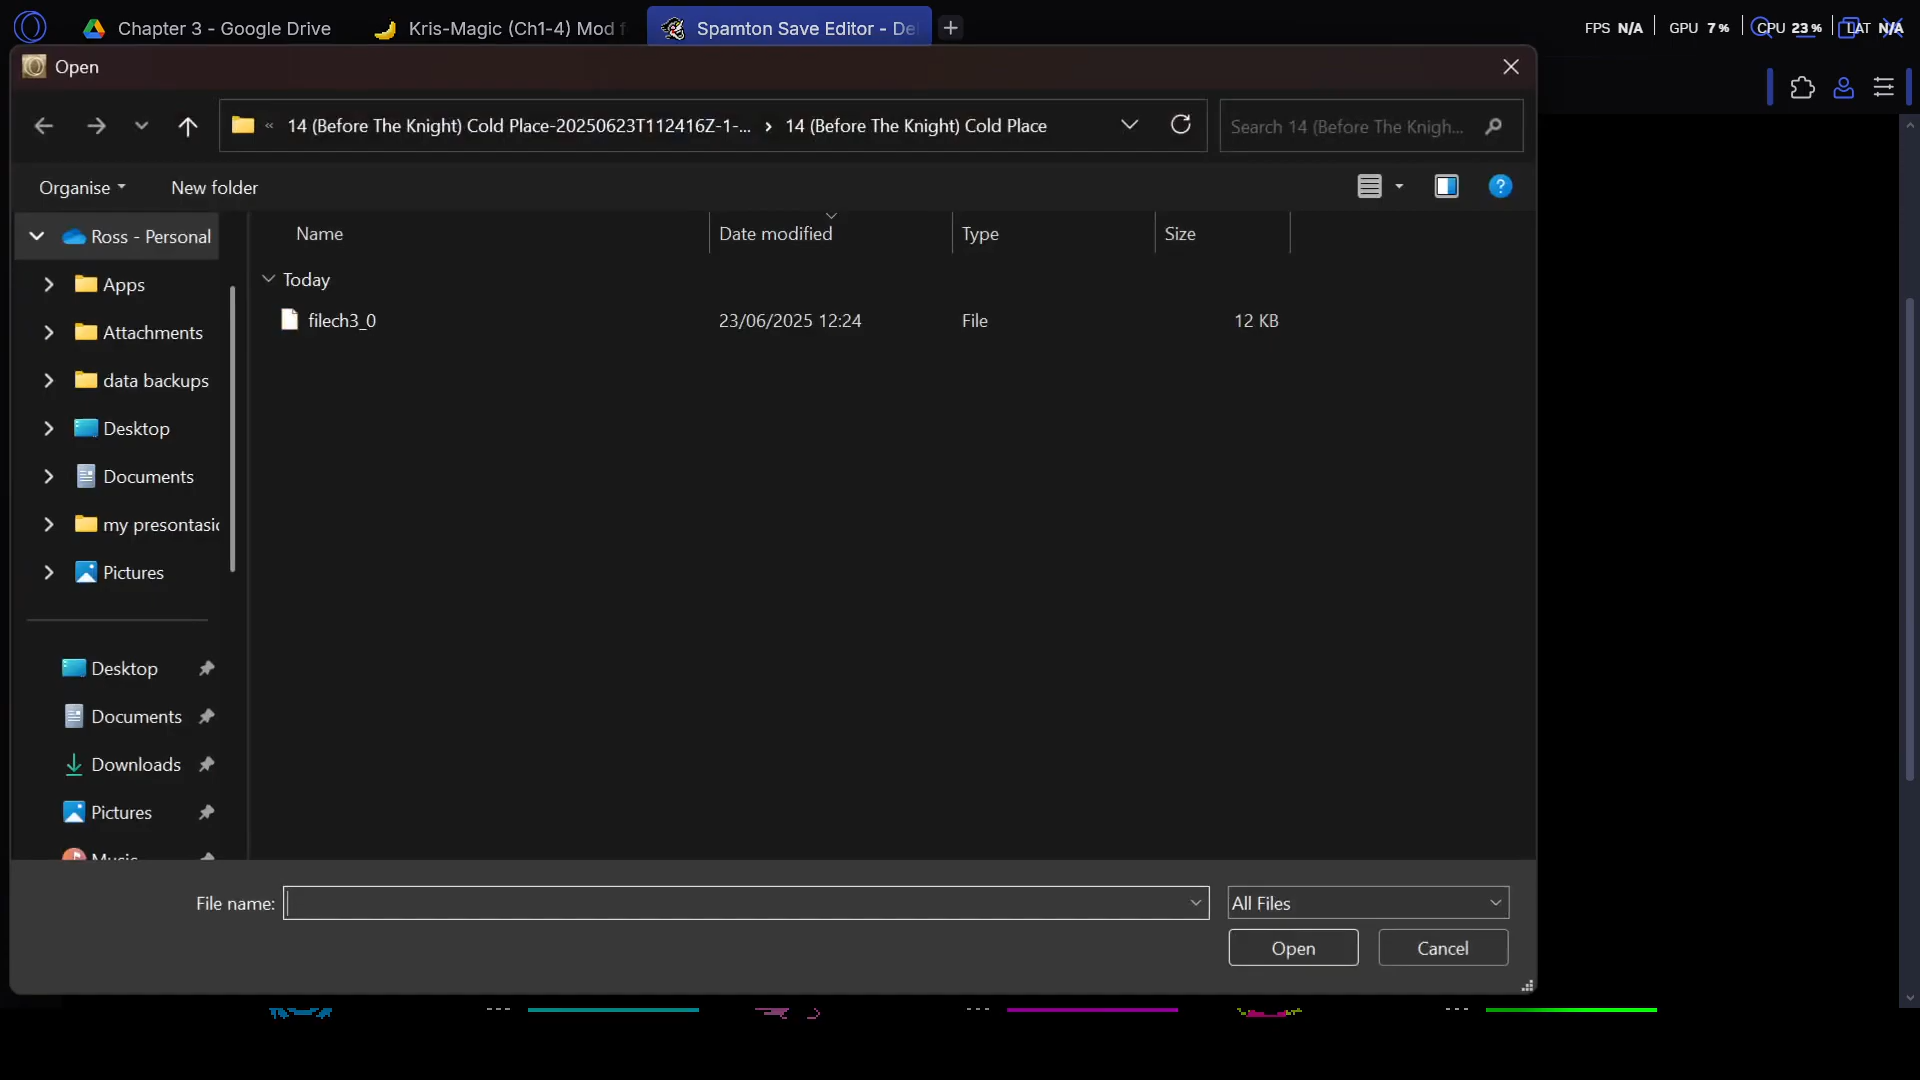 Chapter 3 - Google Drive
Kris-Magic (Ch1-4) Mod f
Spamton Save Editor - De
FPS N/A
GPU 7 %
CPU 23 %
LAT N/A
Open
« 14 (Before The Knight) Cold Place-20250623T112416Z-1-... › 14 (Before The Knight) Cold Place
Search 14 (Before The Knigh...
Organise
New folder
?
Ross - Personal
Apps
Attachments
data backups
Desktop
Documents
my presontasic
Pictures
Desktop
Documents
Downloads
Pictures
Music
Name
Date modified
Type
Size
Today
filech3_0
23/06/2025 12:24
File
12 KB
File name:
All Files
Open
Cancel